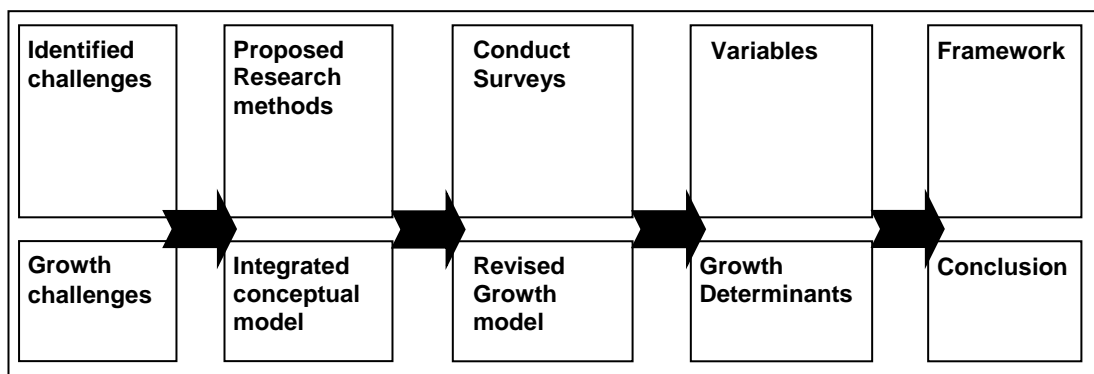 Identified
challenges
Proposed
Research
methods
Conduct
Surveys
Variables
Framework
Growth
challenges
Integrated
conceptual
model
Revised
Growth
model
Growth
Determinants
Conclusion